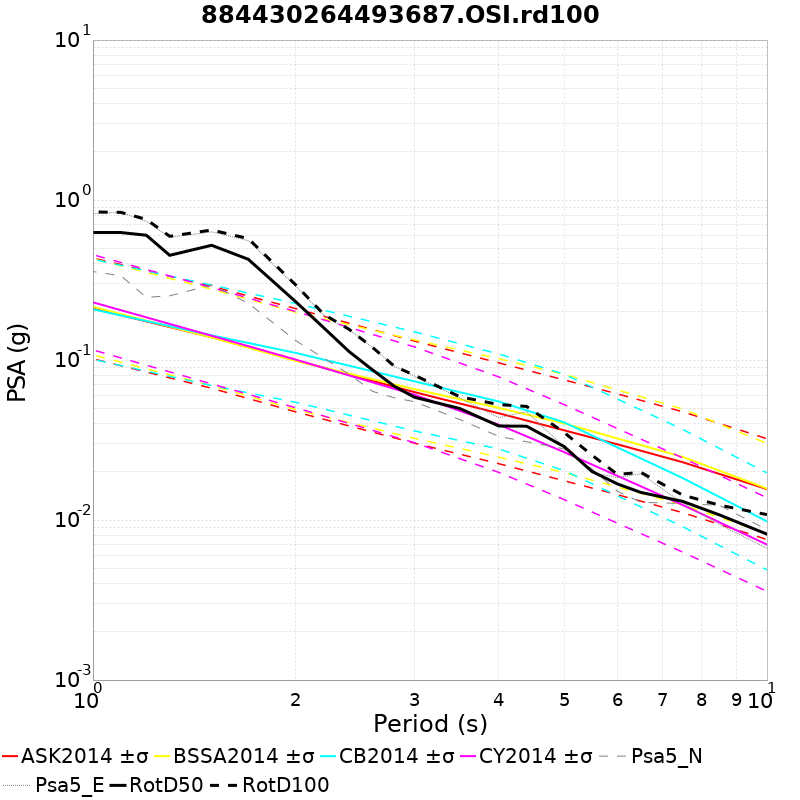 884430264493687.OSI.rd100
10^1
10^0
10^-1
10^-2
10^-3
PSA (g)
10^0 2 3 4 5 6 7 8 9 10^1
Period (s)
ASK2014 ±σ BSSA2014 ±σ CB2014 ±σ CY2014 ±σ Psa5_N
Psa5_E RotD50 RotD100